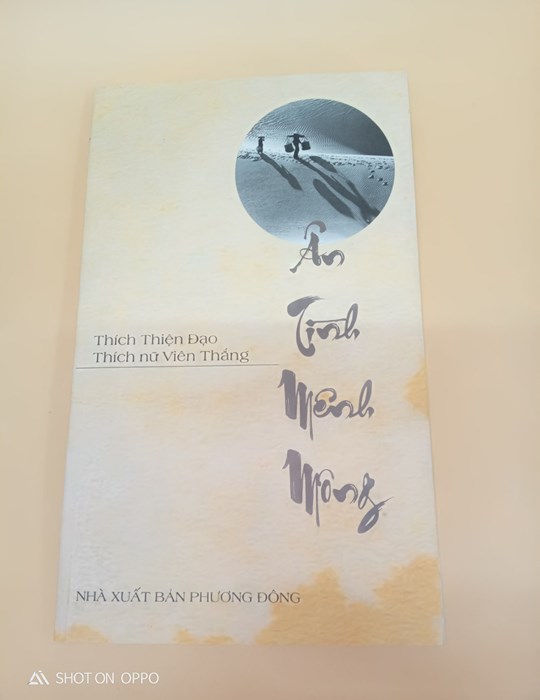 Ân
Tình
Mênh
Mông
Thích Thiện Đạo
Thích nữ Viên Thắng
NHÀ XUẤT BẢN PHƯƠNG ĐÔNG
SHOT ON OPPO